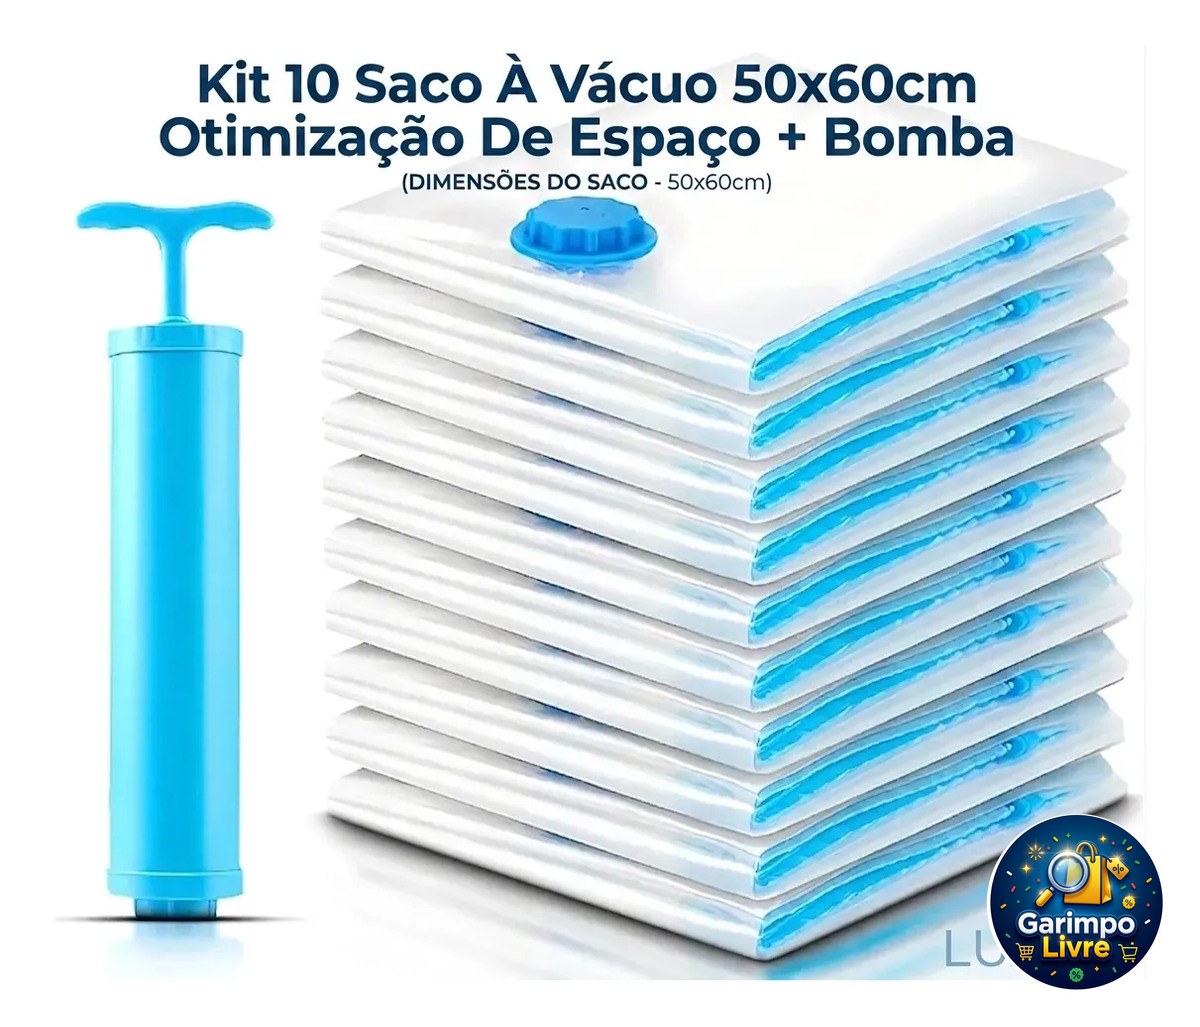 Kit 10 Saco À Vácuo 50x60cm
Otimização De Espaço + Bomba
(DIMENSÕES DO SACO - 50x60cm)
Garimpo
Livre